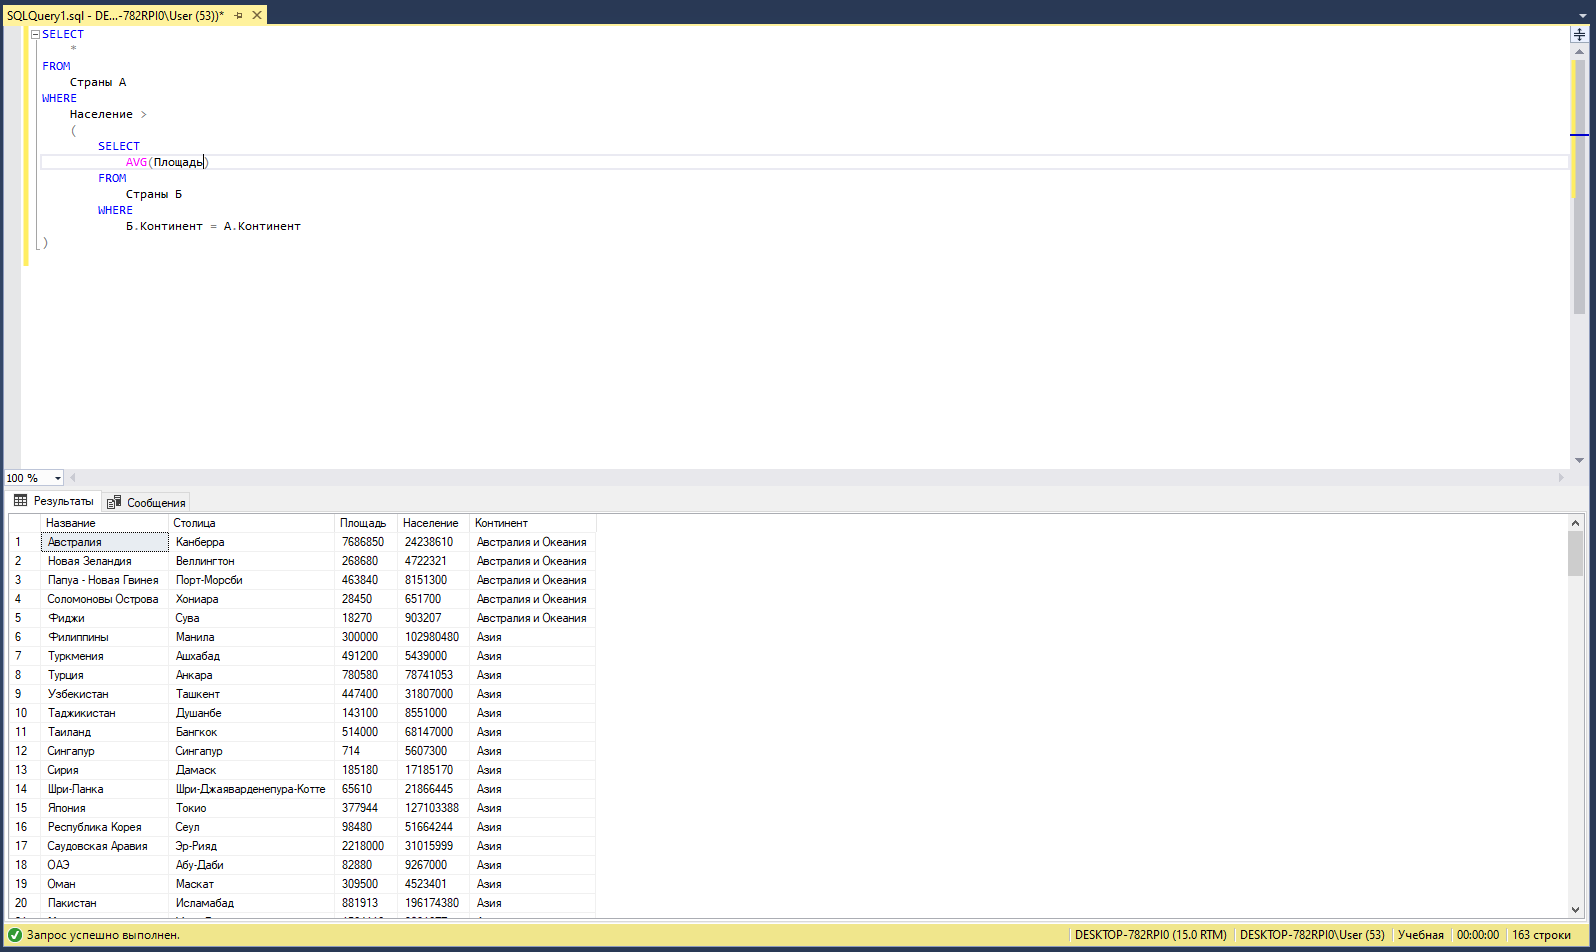 SQLQuery1.sql - DE...-782RPI0\User (53))*
SELECT
*
FROM
Страны А
WHERE
Население >
(
SELECT
AVG(Площадь)
FROM
Страны Б
WHERE
Б.Континент = А.Континент
)
100 %
Результаты Сообщения
Название Столица Площадь Население Континент
1 Австралия Канберра 7686850 24238610 Австралия и Океания
2 Новая Зеландия Веллингтон 268680 4722321 Австралия и Океания
3 Папуа - Новая Гвинея Порт-Морсби 463840 8151300 Австралия и Океания
4 Соломоновы Острова Хониара 28450 651700 Австралия и Океания
5 Фиджи Сува 18270 903207 Австралия и Океания
6 Филиппины Манила 300000 102980480 Азия
7 Туркмения Ашхабад 491200 5439000 Азия
8 Турция Анкара 780580 78741053 Азия
9 Узбекистан Ташкент 447400 31807000 Азия
10 Таджикистан Душанбе 143100 8551000 Азия
11 Таиланд Бангкок 514000 68147000 Азия
12 Сингапур Сингапур 714 5607300 Азия
13 Сирия Дамаск 185180 17185170 Азия
14 Шри-Ланка Шри-Джаяварденепура-Котте 65610 21866445 Азия
15 Япония Токио 377944 127103388 Азия
16 Республика Корея Сеул 98480 51664244 Азия
17 Саудовская Аравия Эр-Рияд 2218000 31015999 Азия
18 ОАЭ Абу-Даби 82880 9267000 Азия
19 Оман Маскат 309500 4523401 Азия
20 Пакистан Исламабад 881913 196174380 Азия
Запрос успешно выполнен. DESKTOP-782RPI0 (15.0 RTM) DESKTOP-782RPI0\User (53) Учебная 00:00:00 163 строки